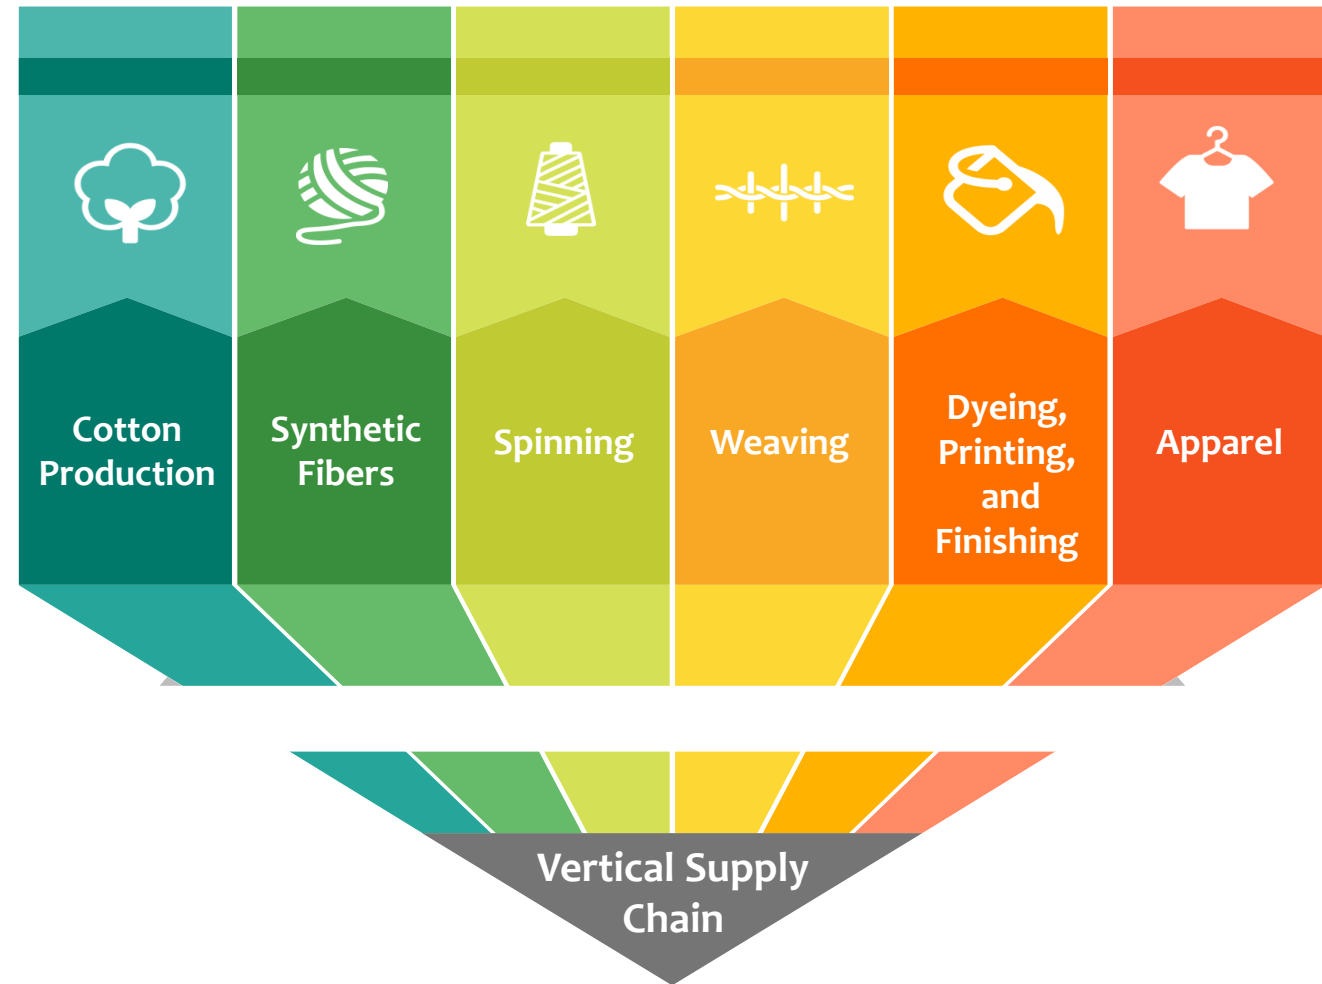 Cotton
Production
Synthetic
Fibers
Spinning
Weaving
Dyeing,
Printing,
and
Finishing
Apparel
Vertical Supply
Chain